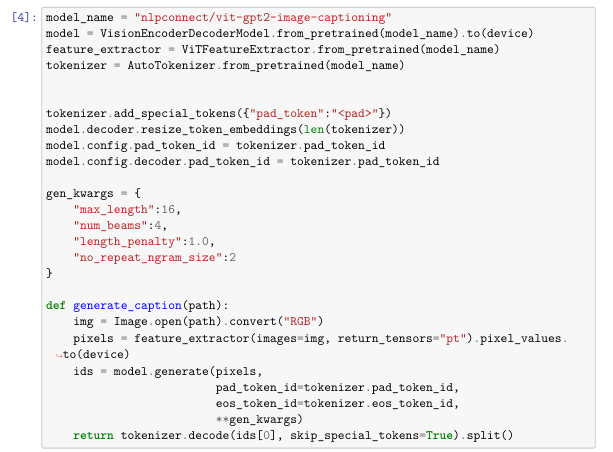 [4]: model_name = "nlpconnect/vit-gpt2-image-captioning"
model = VisionEncoderDecoderModel.from_pretrained(model_name).to(device)
feature_extractor = ViTFeatureExtractor.from_pretrained(model_name)
tokenizer = AutoTokenizer.from_pretrained(model_name)
tokenizer.add_special_tokens({"pad_token":"<pad>"})
model.decoder.resize_token_embeddings(len(tokenizer))
model.config.pad_token_id = tokenizer.pad_token_id
model.config.decoder.pad_token_id = tokenizer.pad_token_id
gen_kwargs = {
    "max_length":16,
    "num_beams":4,
    "length_penalty":1.0,
    "no_repeat_ngram_size":2
}
def generate_caption(path):
    img = Image.open(path).convert("RGB")
    pixels = feature_extractor(images=img, return_tensors="pt").pixel_values.
↪to(device)
    ids = model.generate(pixels,
                         pad_token_id=tokenizer.pad_token_id,
                         eos_token_id=tokenizer.eos_token_id,
                         **gen_kwargs)
    return tokenizer.decode(ids[0], skip_special_tokens=True).split()